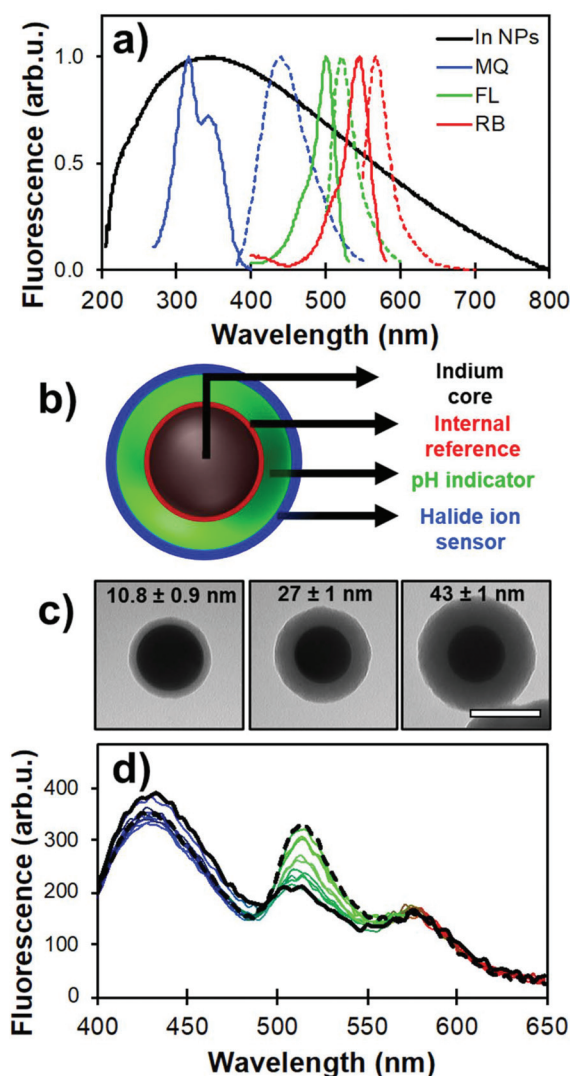 a)
In NPs
MQ
FL
RB
Fluorescence (arb.u.)
1.0
0.5
0.0
200 300 400 500 600 700 800
Wavelength (nm)
b)
Indium
core
Internal
reference
pH indicator
Halide ion
sensor
c)
10.8 ± 0.9 nm
27 ± 1 nm
43 ± 1 nm
d)
Fluorescence (arb.u.)
400
300
200
100
0
400 450 500 550 600 650
Wavelength (nm)